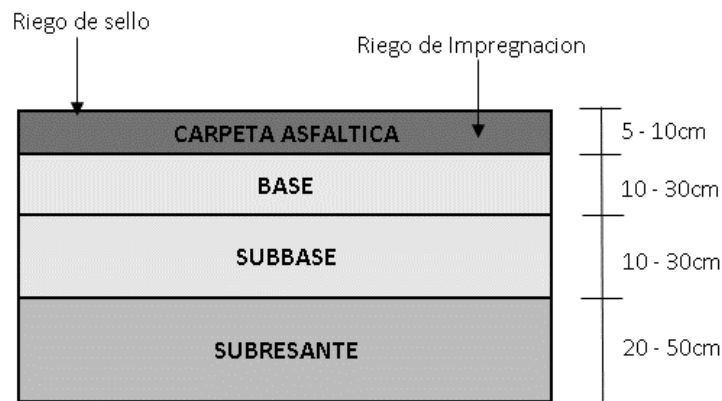 Riego de sello
Riego de Impregnacion
CARPETA ASFALTICA
5 - 10cm
BASE
10 - 30cm
SUBBASE
10 - 30cm
SUBRESANTE
20 - 50cm